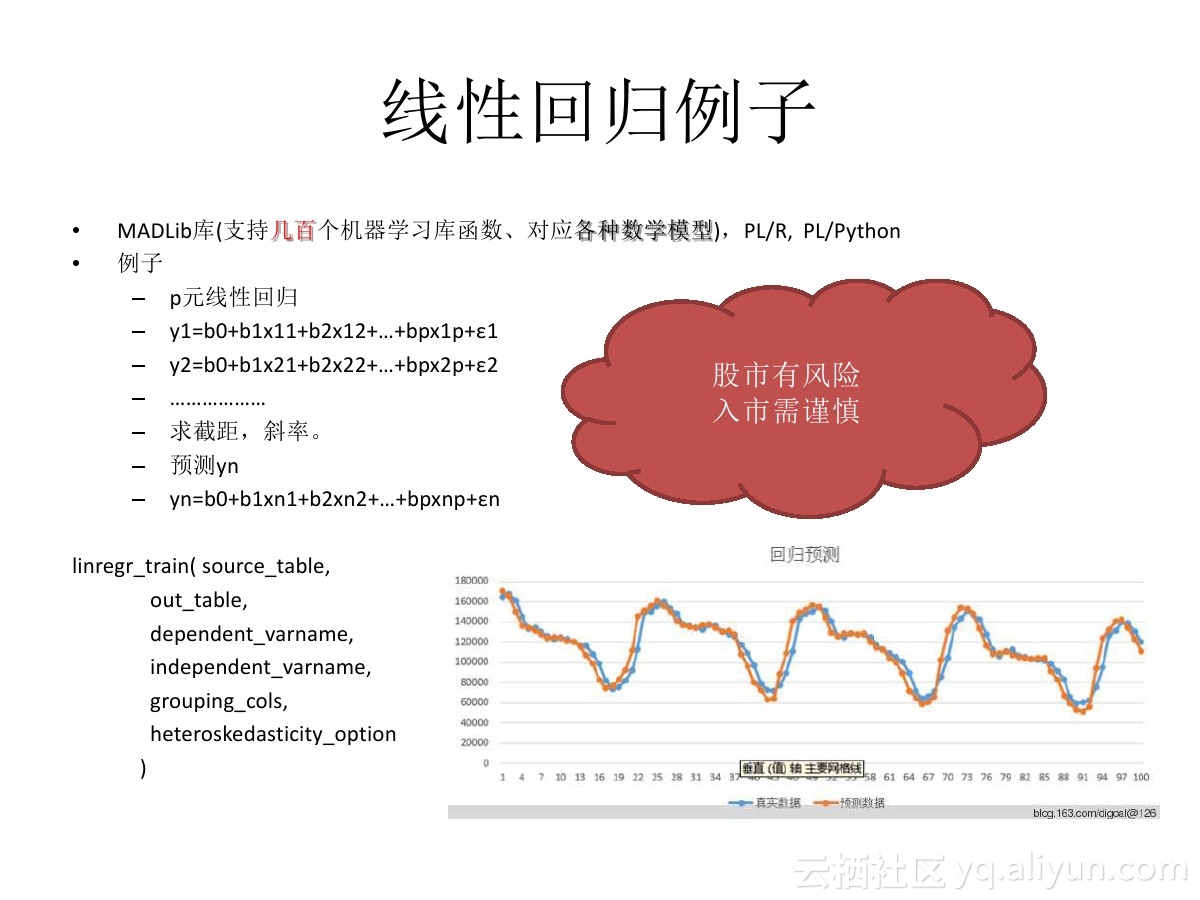 线性回归例子
• MADLib库(支持几百个机器学习库函数、对应各种数学模型)，PL/R, PL/Python
• 例子
– p元线性回归
– y1=b0+b1x11+b2x12+…+bpx1p+ε1
– y2=b0+b1x21+b2x22+…+bpx2p+ε2
– ………………
– 求截距，斜率。
– 预测yn
– yn=b0+b1xn1+b2xn2+…+bpxnp+εn
股市有风险
入市需谨慎
linregr_train( source_table,
out_table,
dependent_varname,
independent_varname,
grouping_cols,
heteroskedasticity_option
)
回归预测
180000
160000
140000
120000
100000
80000
60000
40000
20000
0
垂直 (值) 轴 主要网格线
1 4 7 10 13 16 19 22 25 28 31 34 37 58 61 64 67 70 73 76 79 82 85 88 91 94 97 100
真实数据 预测数据
blog.163.com/digoal@126
云栖社区 yq.aliyun.com